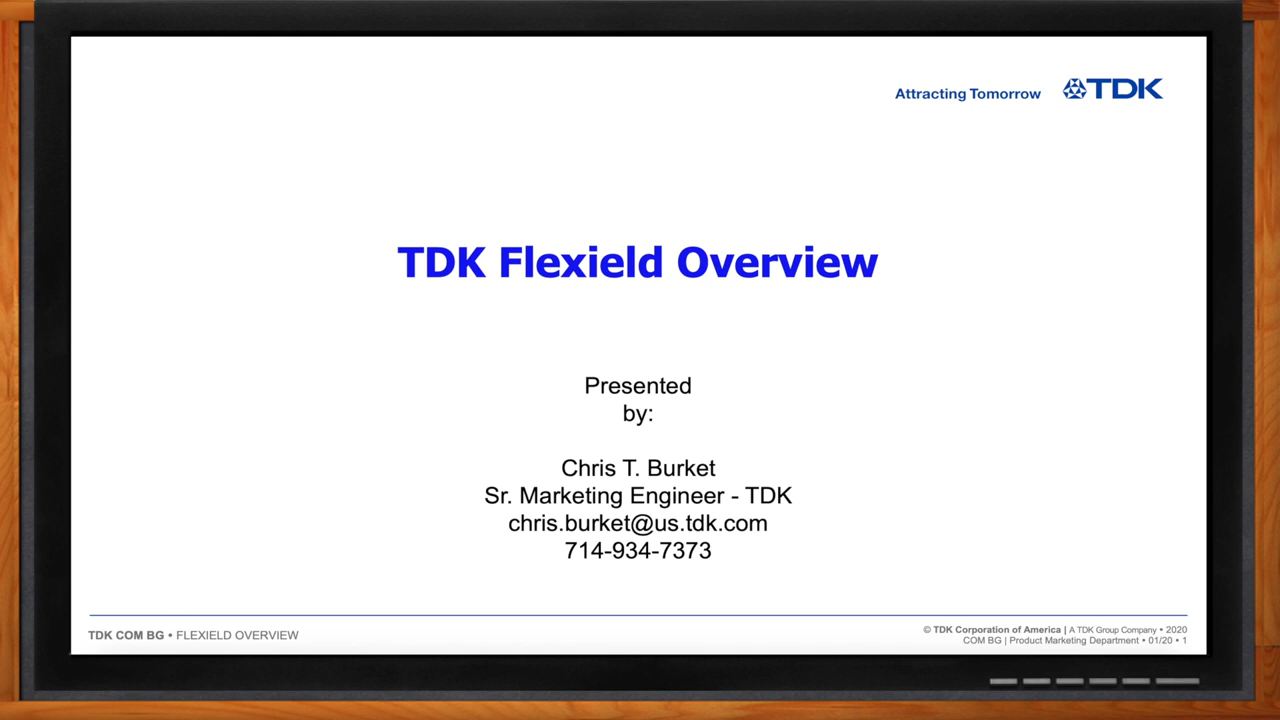 Attracting Tomorrow TDK
TDK Flexield Overview
Presented
by:
Chris T. Burket
Sr. Marketing Engineer - TDK
chris.burket@us.tdk.com
714-934-7373
TDK COM BG • FLEXIELD OVERVIEW
© TDK Corporation of America | A TDK Group Company • 2020
COM BG | Product Marketing Department • 01/20 • 1